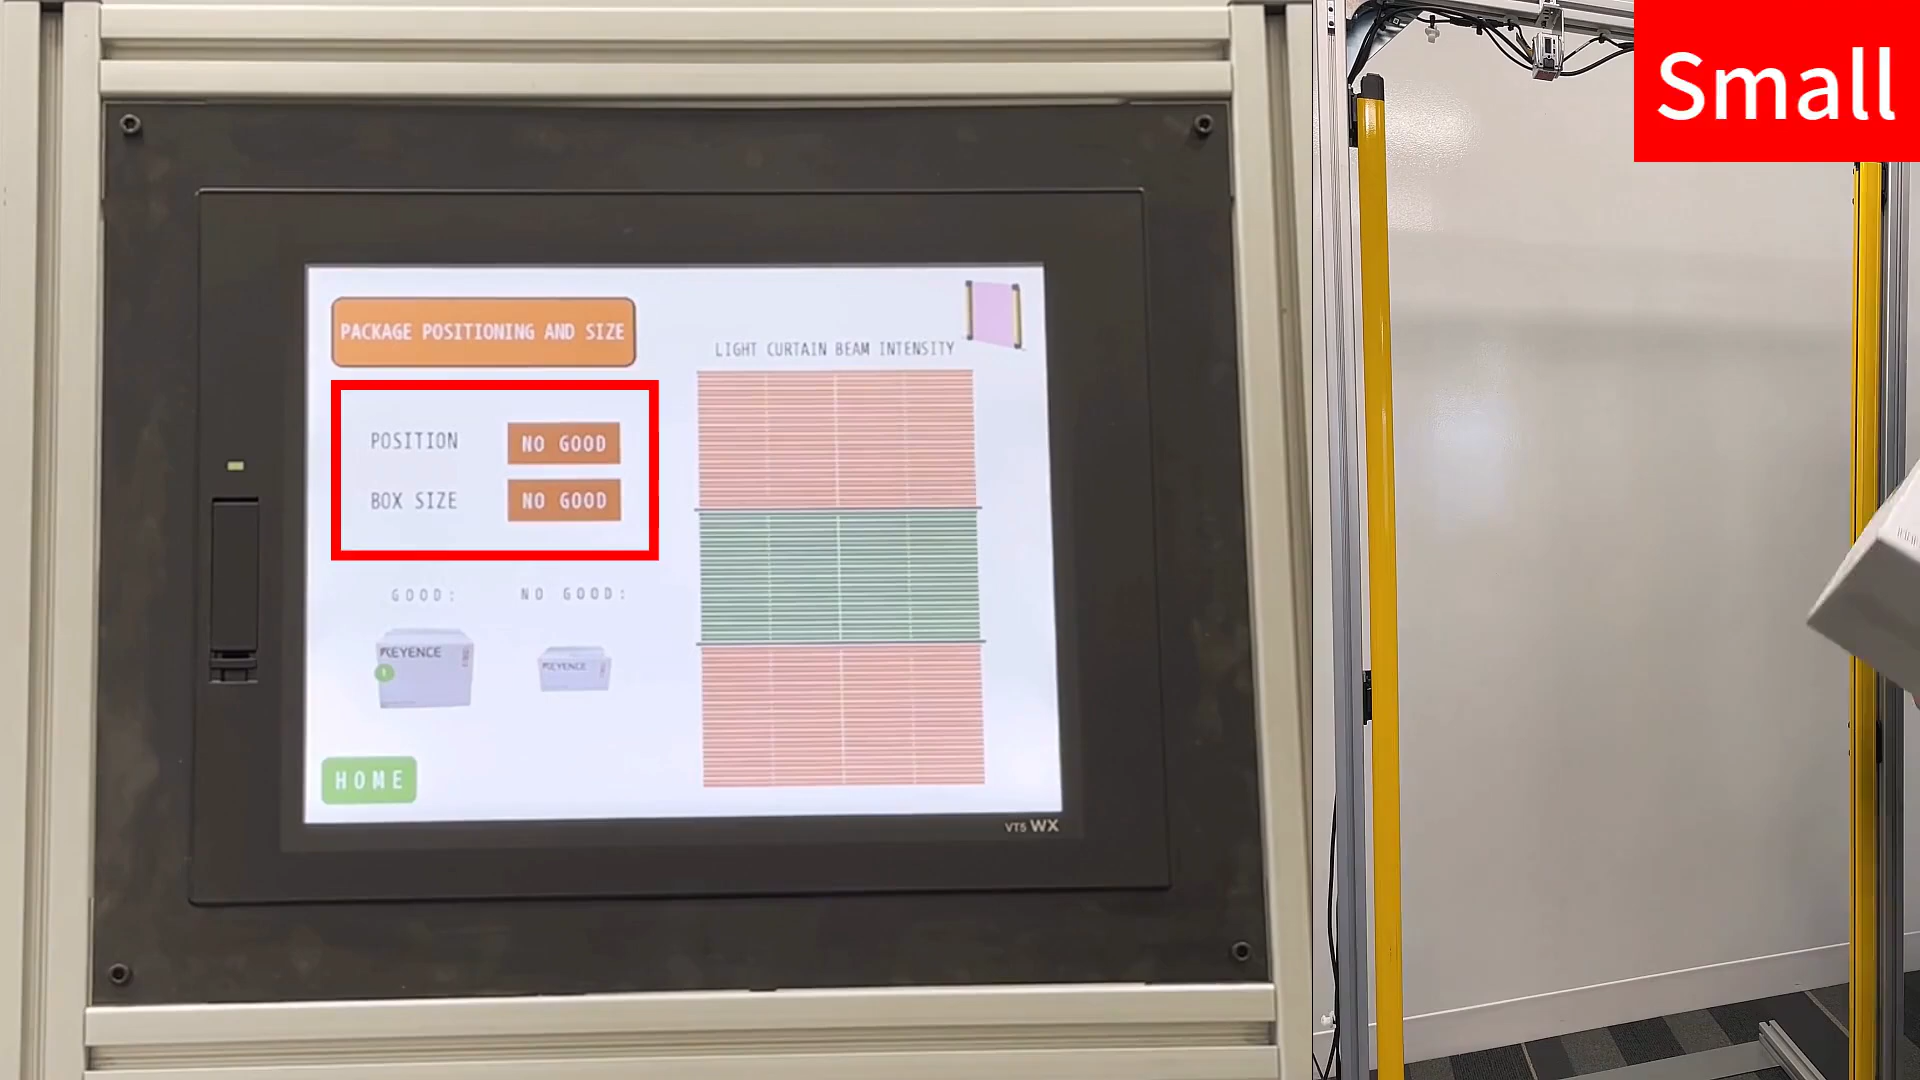 Small
PACKAGE POSITIONING AND SIZE
LIGHT CURTAIN BEAM INTENSITY
POSITION NO GOOD
BOX SIZE NO GOOD
GOOD: NO GOOD:
KEYENCE KEYENCE
HOME
VT5 WX